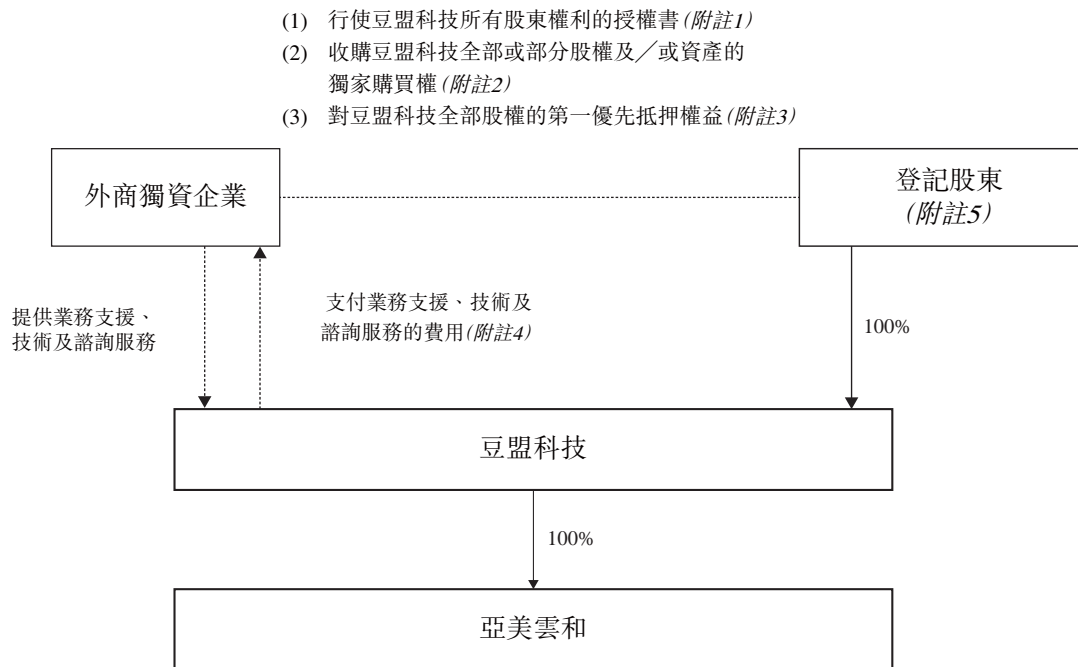 (1) 行使豆盟科技所有股東權利的授權書(附註1)
(2) 收購豆盟科技全部或部分股權及／或資產的
獨家購買權(附註2)
(3) 對豆盟科技全部股權的第一優先抵押權益(附註3)
外商獨資企業
登記股東
(附註5)
提供業務支援、
技術及諮詢服務
支付業務支援、技術及
諮詢服務的費用(附註4)
100%
豆盟科技
100%
亞美雲和